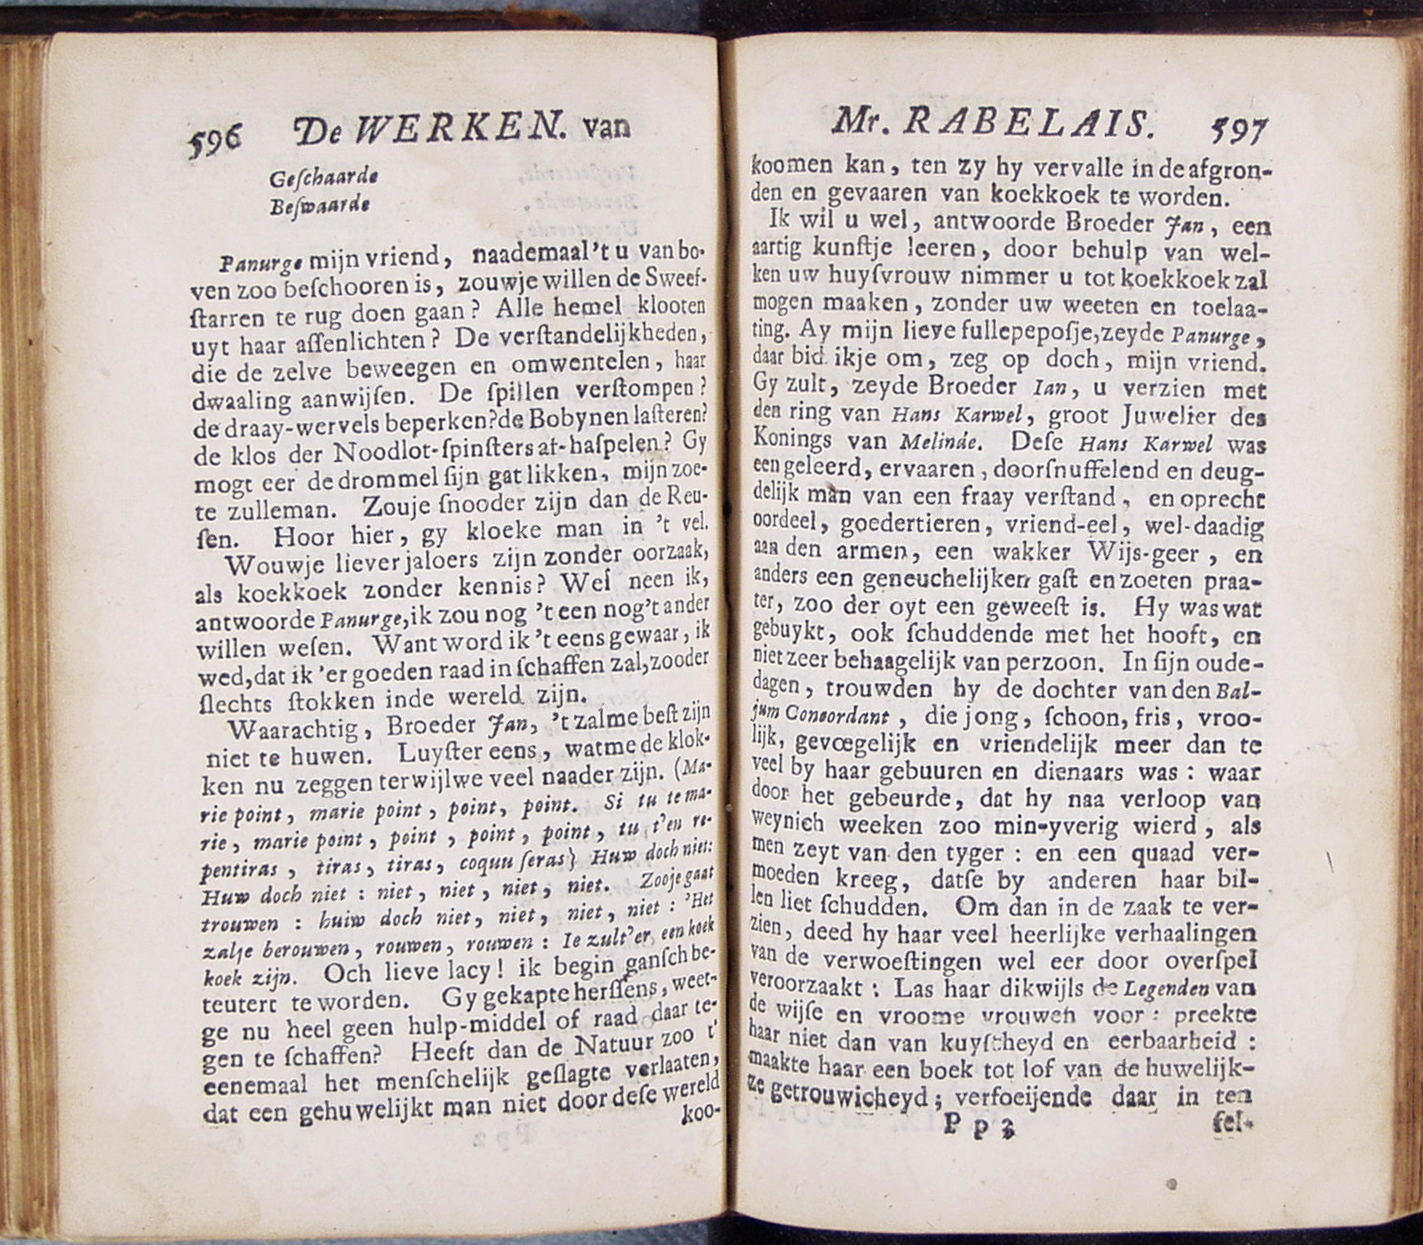 596 De WERKEN. van
Geſchaarde
Beſwaarde
Panurge mijn vriend, naademaal 't u van bo-
ven zoo beſchooren is, zouwje willen de Sweef-
ſtarren te rug doen gaan? Alle hemel klooten
uyt haar aſſenlichten? De verſtandelijkheden,
die de zelve beweegen en omwentelen, haar
dwaaling aanwijſen. De ſpillen verſtompen?
de draay-wervels beperken? de Bobynen laſteren?
de klos der Noodlot-ſpinſters af-haſpelen? Gy
mogt eer de drommel ſijn gat likken, mijn zoe-
te zulleman. Zouje ſnooder zijn dan de Reu-
ſen. Hoor hier, gy kloeke man in 't vel.
Wouwje liever jaloers zijn zonder oorzaak,
als koekkoek zonder kennis? Weſ neen ik,
antwoorde Panurge, ik zou nog 't een nog 't ander
willen weſen. Want word ik 't eens gewaar, ik
wed, dat ik 'er goeden raad in ſchaffen zal, zooder
ſlechts ſtokken inde wereld zijn.
Waarachtig, Broeder Jan, 't zal me beſt zijn
niet te huwen. Luyſter eens, wat me de klok-
ken nu zeggen terwijl we veel naader zijn. (Ma-
rie point, marie point, point, point. Si tu te ma-
rie, marie point, point, point, point, tu t'en re-
pentiras, tiras, tiras, coquu ſeras) Huw doch niet:
Huw doch niet: niet, niet, niet, niet. Zooje gaat
trouwen: huiw doch niet, niet, niet, niet: 'Het
zalje berouwen, rouwen, rouwen: Ie zult'er een koek
koek zijn. Och lieve lacy! ik begin ganſch be-
teutert te worden. Gy gekapte herſſens, weet-
ge nu heel geen hulp-middel of raad daar te-
gen te ſchaffen? Heeft dan de Natuur zoo t'
eenemaal het menſchelijk geſlagte verlaaten,
dat een gehuwelijkt man niet door deſe wereld
koo-
Mr. RABELAIS. 597
koomen kan, ten zy hy vervalle in de afgron-
den en gevaaren van koekkoek te worden.
Ik wil u wel, antwoorde Broeder Jan, een
aartig kunſtje leeren, door behulp van wel-
ken uw huyſvrouw nimmer u tot koekkoek zal
mogen maaken, zonder uw weeten en toelaa-
ting. Ay mijn lieve fullepepoſje, zeyde Panurge,
daar bid ikje om, zeg op doch, mijn vriend.
Gy zult, zeyde Broeder Ian, u verzien met
den ring van Hans Karwel, groot Juwelier des
Konings van Melinde. Deſe Hans Karwel was
een geleerd, ervaaren, doorſnuffelend en deug-
delijk man van een fraay verſtand, en oprecht
oordeel, goedertieren, vriend-eel, wel-daadig
aan den armen, een wakker Wijs-geer, en
anders een geneuchelijken gaſt en zoeten praa-
ter, zoo der oyt een geweeſt is. Hy was wat
gebuykt, ook ſchuddende met het hooft, en
niet zeer behaagelijk van perzoon. In ſijn oude-
dagen, trouwden hy de dochter van den Bal-
jum Concordant, die jong, ſchoon, fris, vroo-
lijk, gevœgelijk en vriendelijk meer dan te
veel by haar gebuuren en dienaars was: waar
door het gebeurde, dat hy naa verloop van
weynich weeken zoo min-yverig wierd, als
men zeyt van den tyger: en een quaad ver-
moeden kreeg, datſe by anderen haar bil-
len liet ſchudden. Om dan in de zaak te ver-
zien, deed hy haar veel heerlijke verhaalingen
van de verwoeſtingen wel eer door overſpel
veroorzaakt: Las haar dikwijls de Legenden van
de wijſe en vroome vrouwen voor: preekte
haar niet dan van kuyſcheyd en eerbaarheid:
maakte haar een boek tot lof van de huwelijk-
ze getrouwicheyd; verfoeijende daar in ten
Pp3 fel-